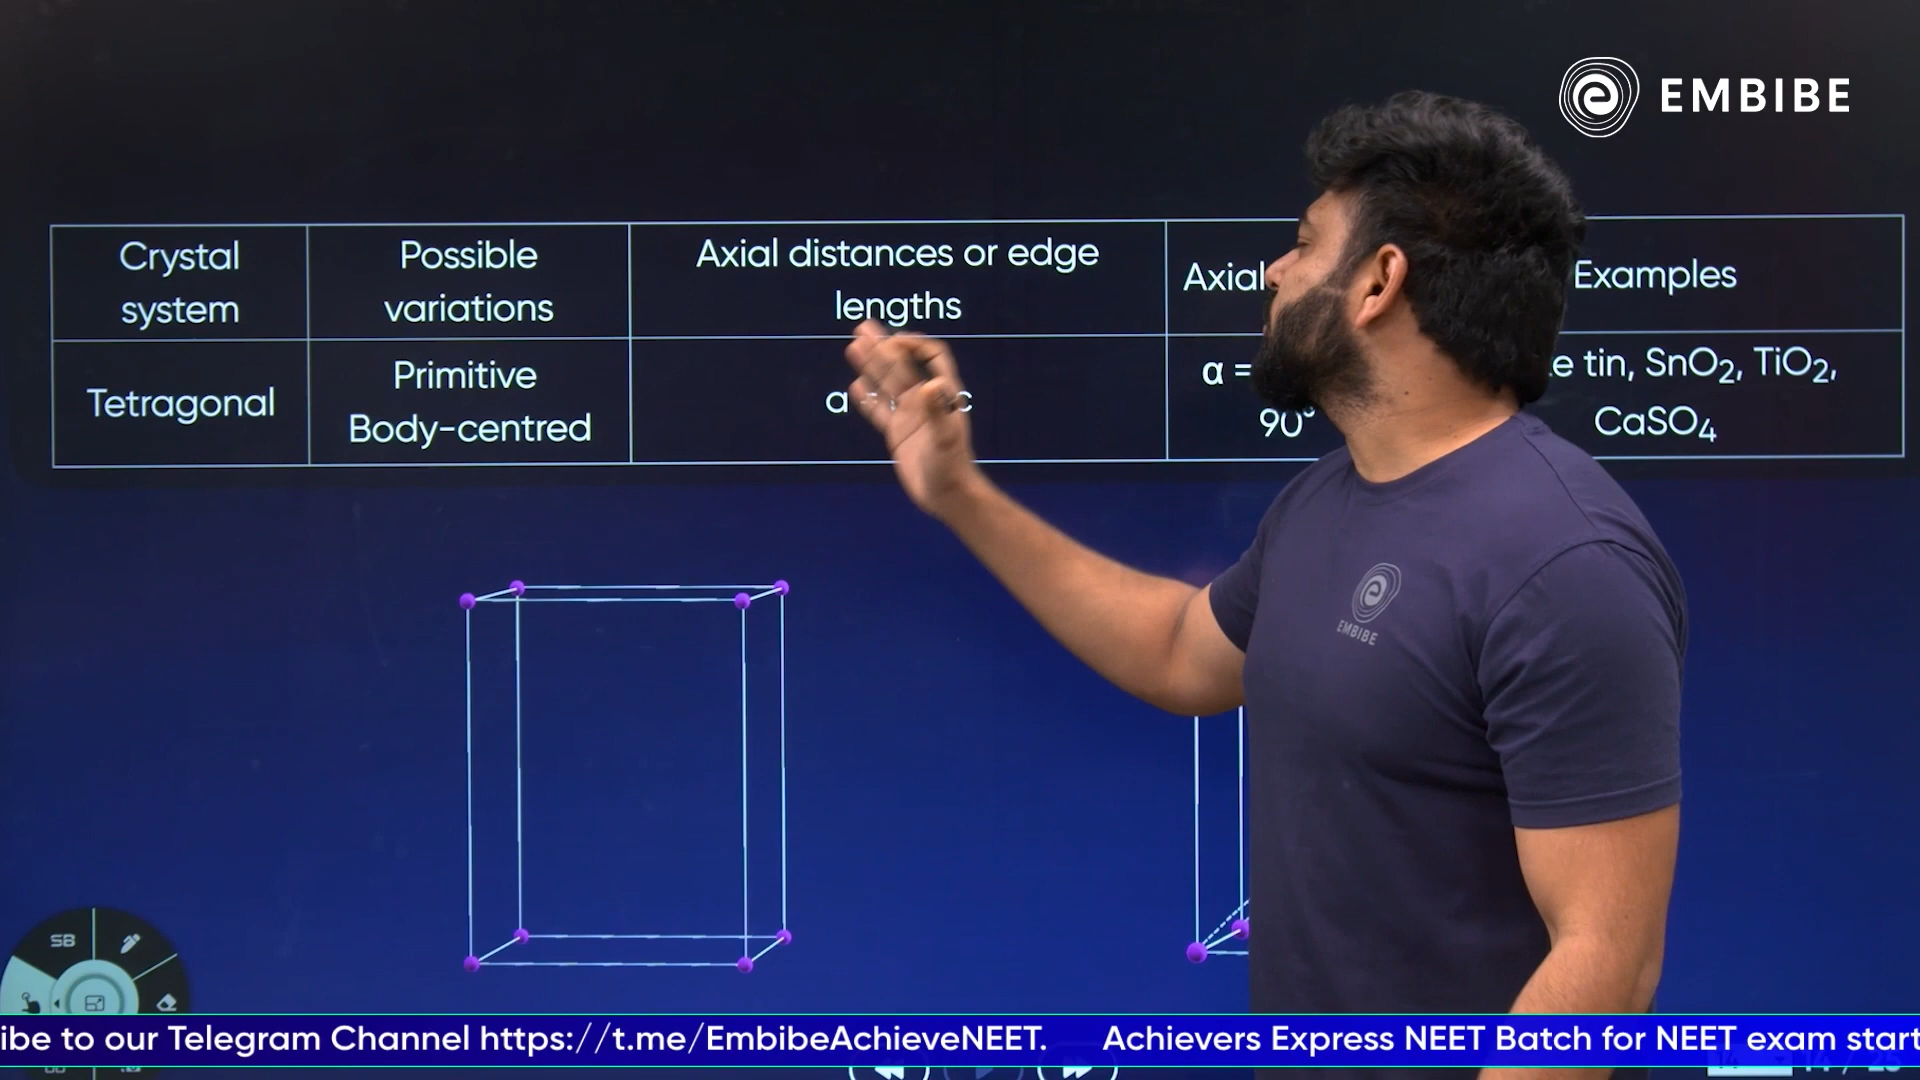 EMBIBE
Crystal
system
Possible
variations
Axial distances or edge
lengths
Axial
Examples
Tetragonal
Primitive
Body-centred
a
c
α =
90°
tin, SnO₂, TiO₂,
CaSO₄
EMBIBE
SB
to our Telegram Channel https://t.me/EmbibeAchieveNEET. Achievers Express NEET Batch for NEET exam start
14 / 25